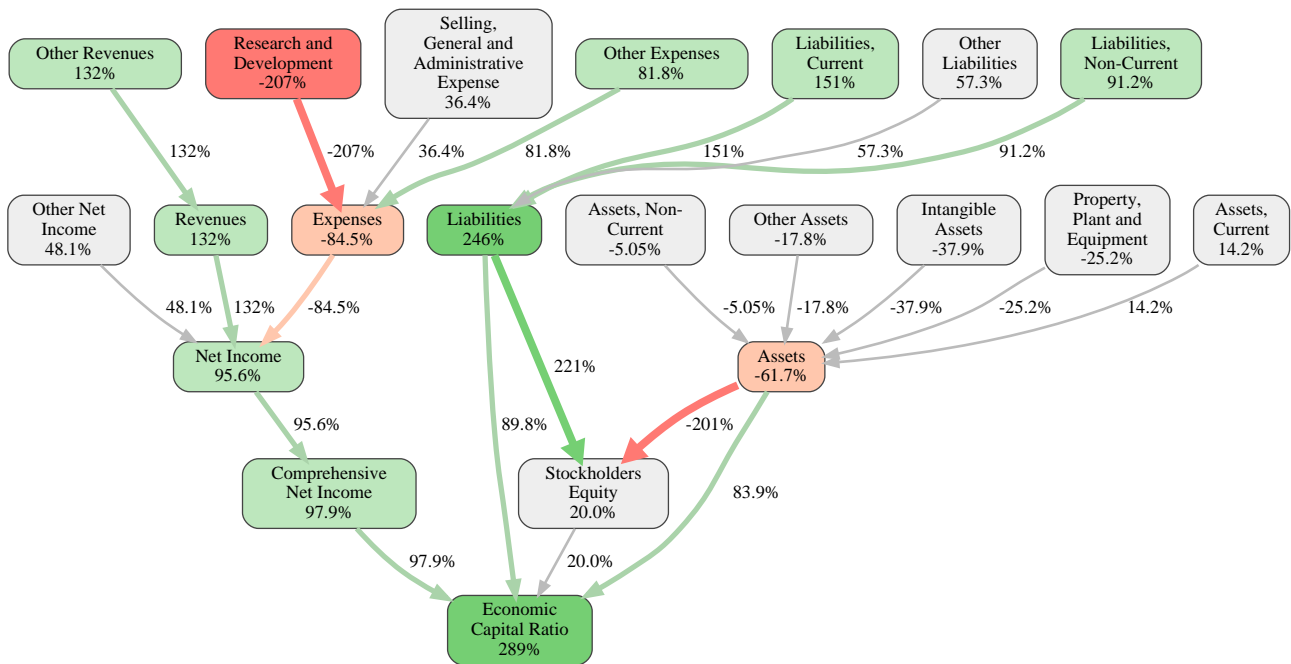 Other Revenues
132%
Research and
Development
-207%
Selling,
General and
Administrative
Expense
36.4%
Other Expenses
81.8%
Liabilities,
Current
151%
Other
Liabilities
57.3%
Liabilities,
Non-Current
91.2%
132%
-207%
36.4%
81.8%
151%
57.3%
91.2%
Other Net
Income
48.1%
Revenues
132%
Expenses
-84.5%
Liabilities
246%
Assets, Non-
Current
-5.05%
Other Assets
-17.8%
Intangible
Assets
-37.9%
Property,
Plant and
Equipment
-25.2%
Assets,
Current
14.2%
48.1%
132%
-84.5%
-5.05%
-17.8%
-37.9%
-25.2%
14.2%
Net Income
95.6%
221%
Assets
-61.7%
95.6%
89.8%
-201%
Comprehensive
Net Income
97.9%
Stockholders
Equity
20.0%
83.9%
97.9%
20.0%
Economic
Capital Ratio
289%